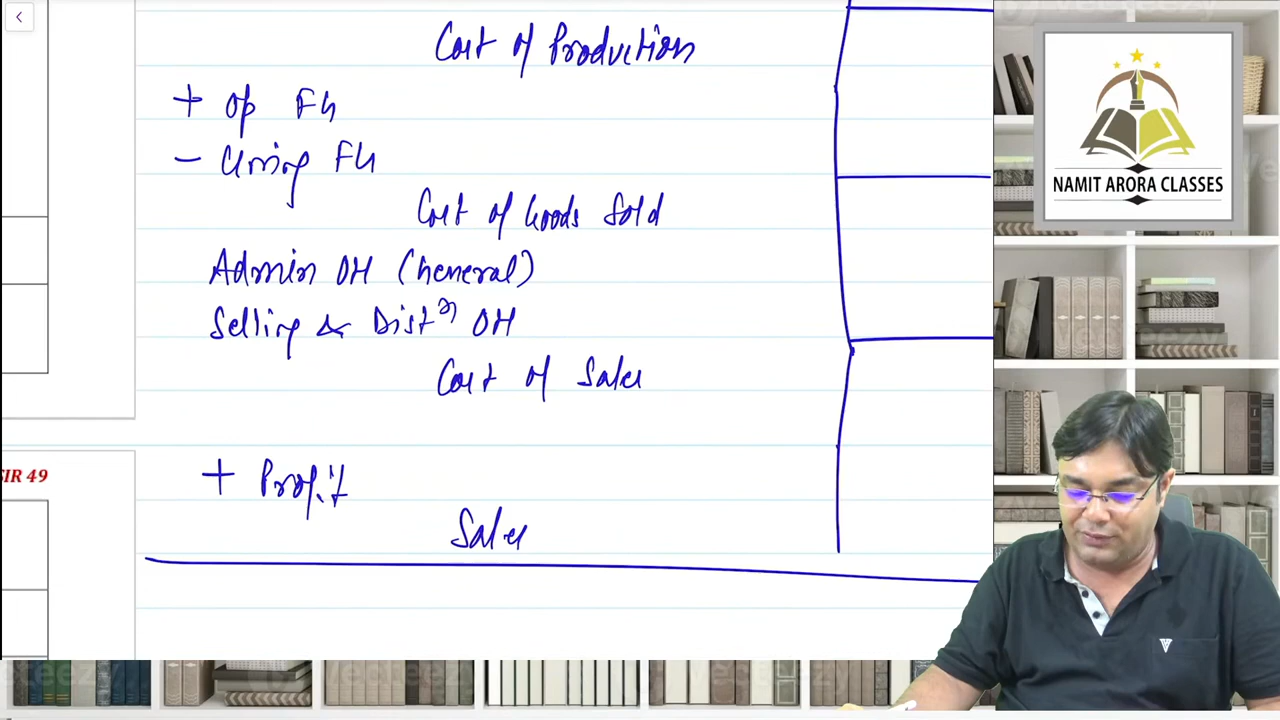 Cost of Production
+ Op FG
- Closing FG
Cost of Goods Sold
Admin OH (General)
Selling & Distn OH
Cost of Sales
+ Profit
Sales
SIR 49
NAMIT ARORA CLASSES